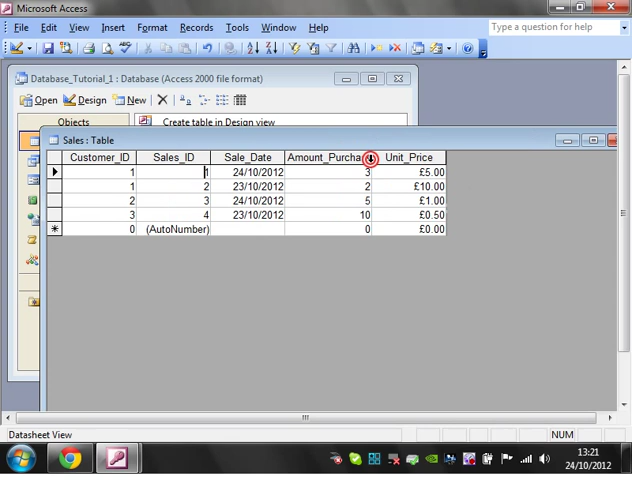 Microsoft Access
File Edit View Insert Format Records Tools Window Help Type a question for help
Database_Tutorial_1 : Database (Access 2000 file format)
Open Design New
Objects Create table in Design view
Sales : Table
Customer_ID Sales_ID Sale_Date Amount_Purcha Unit_Price
1 1 24/10/2012 3 £5.00
1 2 23/10/2012 2 £10.00
2 3 24/10/2012 5 £1.00
3 4 23/10/2012 10 £0.50
0 (AutoNumber) 0 £0.00
Datasheet View NUM
13:21
24/10/2012